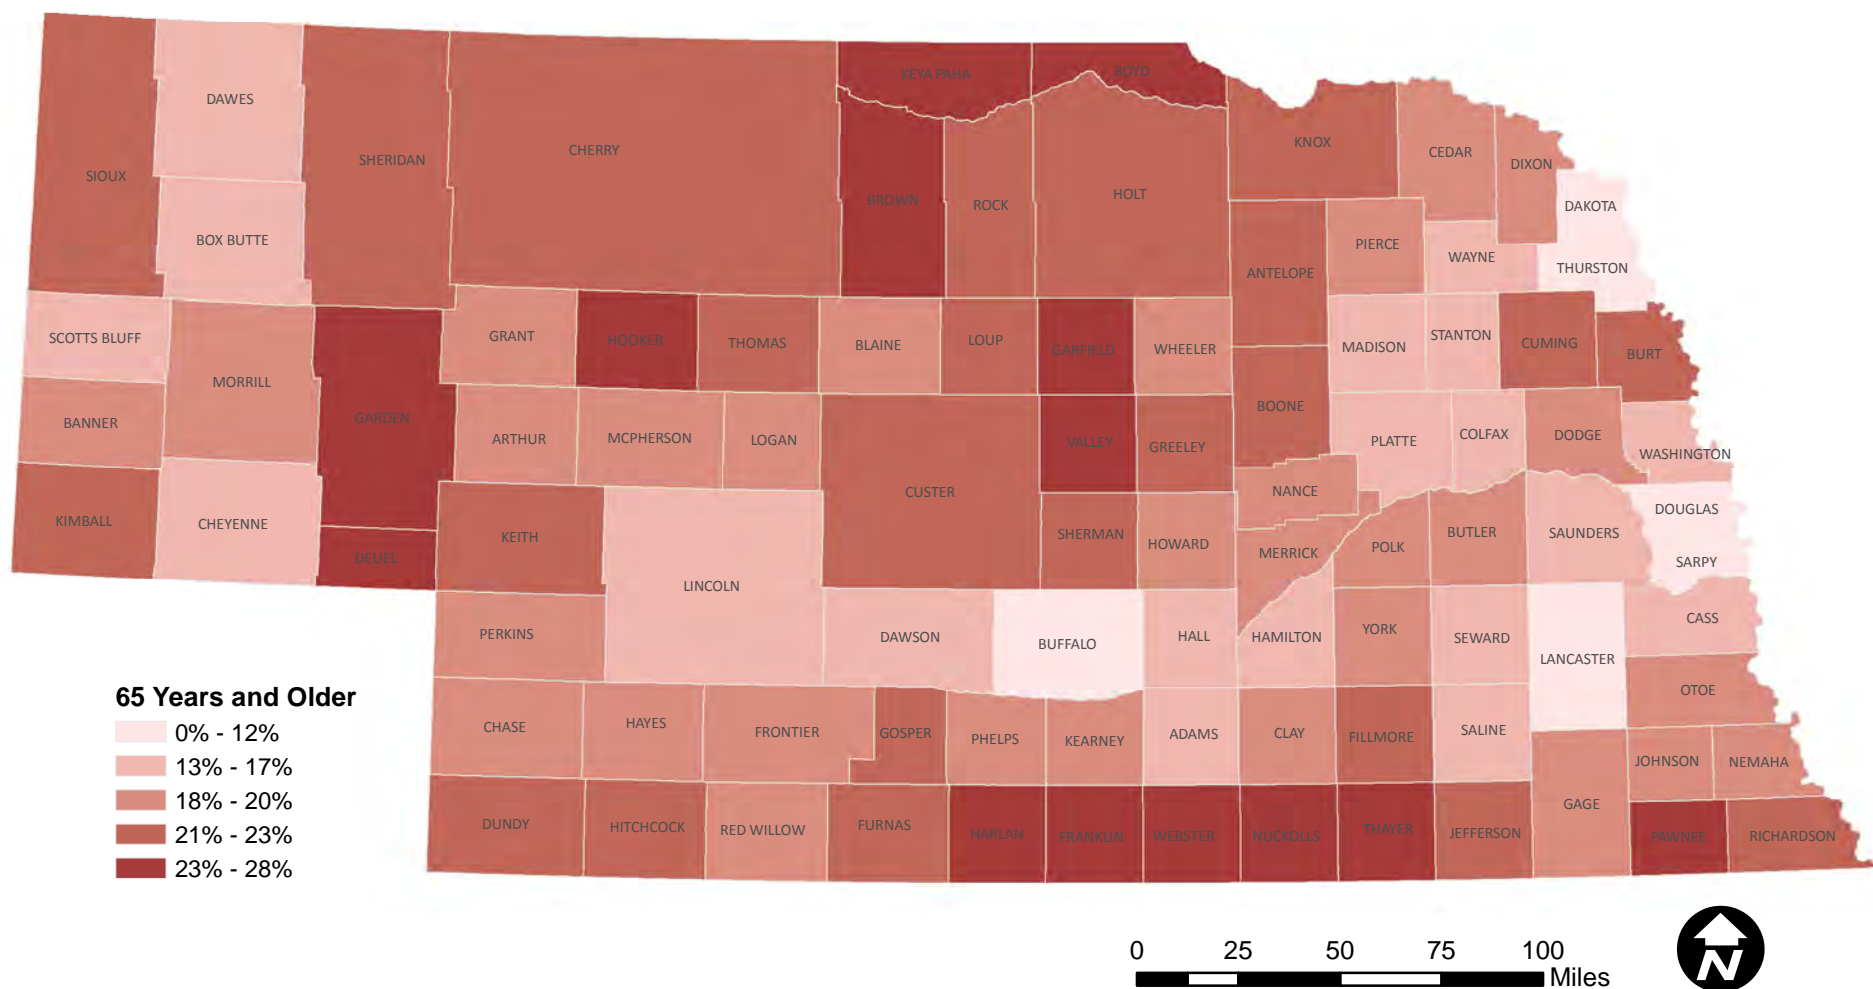 KEYA PAHA
BOYD
DAWES
CHERRY
KNOX
CEDAR
DIXON
SHERIDAN
SIOUX
BROWN
ROCK
HOLT
DAKOTA
BOX BUTTE
PIERCE
WAYNE
ANTELOPE
THURSTON
SCOTTS BLUFF
GRANT
HOOKER
THOMAS
BLAINE
LOUP
GARFIELD
WHEELER
MADISON
STANTON
CUMING
BURT
MORRILL
BANNER
GARDEN
ARTHUR
MCPHERSON
LOGAN
VALLEY
GREELEY
BOONE
PLATTE
COLFAX
DODGE
WASHINGTON
CUSTER
NANCE
KIMBALL
CHEYENNE
KEITH
DOUGLAS
DEUEL
SHERMAN
HOWARD
MERRICK
POLK
BUTLER
SAUNDERS
SARPY
LINCOLN
PERKINS
DAWSON
BUFFALO
HALL
HAMILTON
YORK
SEWARD
LANCASTER
CASS
OTOE
CHASE
HAYES
FRONTIER
GOSPER
PHELPS
KEARNEY
ADAMS
CLAY
FILLMORE
SALINE
JOHNSON
NEMAHA
DUNDY
HITCHCOCK
RED WILLOW
FURNAS
HARLAN
FRANKLIN
WEBSTER
NUCKOLLS
THAYER
JEFFERSON
GAGE
PAWNEE
RICHARDSON
65 Years and Older
0% - 12%
13% - 17%
18% - 20%
21% - 23%
23% - 28%
0 25 50 75 100
Miles
N